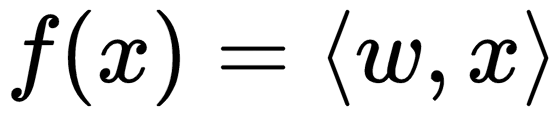 f(x) = ⟨w, x⟩